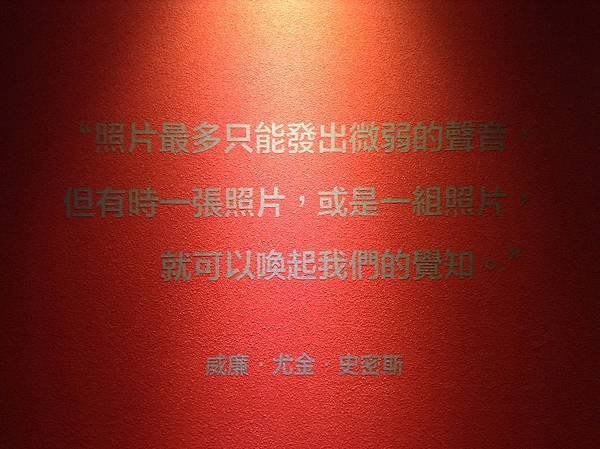 “照片最多只能發出微弱的聲音，
但有時一張照片，或是一組照片，
就可以喚起我們的覺知。”
威廉．尤金．史密斯